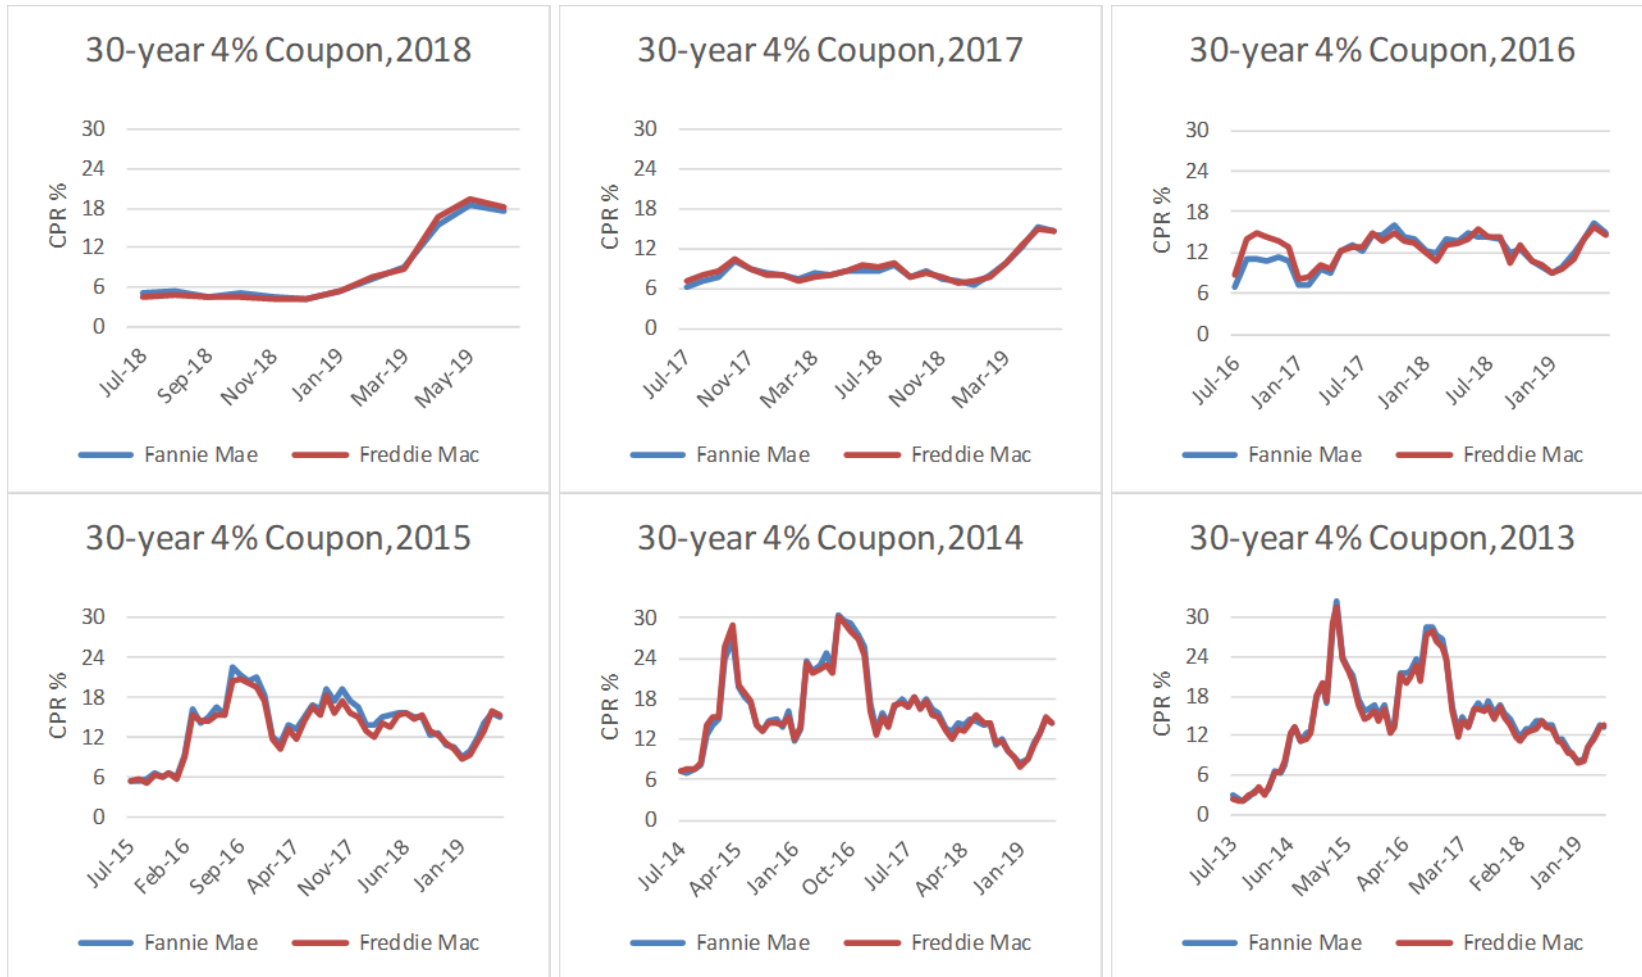 30-year 4% Coupon,2018
CPR %
30
24
18
12
6
0
Jul-18
Sep-18
Nov-18
Jan-19
Mar-19
May-19
Fannie Mae
Freddie Mac
30-year 4% Coupon,2017
CPR %
30
24
18
12
6
0
Jul-17
Nov-17
Mar-18
Jul-18
Nov-18
Mar-19
Fannie Mae
Freddie Mac
30-year 4% Coupon,2016
CPR %
30
24
18
12
6
0
Jul-16
Jan-17
Jul-17
Jan-18
Jul-18
Jan-19
Fannie Mae
Freddie Mac
30-year 4% Coupon,2015
CPR %
30
24
18
12
6
0
Jul-15
Feb-16
Sep-16
Apr-17
Nov-17
Jun-18
Jan-19
Fannie Mae
Freddie Mac
30-year 4% Coupon,2014
CPR %
30
24
18
12
6
0
Jul-14
Apr-15
Jan-16
Oct-16
Jul-17
Apr-18
Jan-19
Fannie Mae
Freddie Mac
30-year 4% Coupon,2013
CPR %
30
24
18
12
6
0
Jul-13
Jun-14
May-15
Apr-16
Mar-17
Feb-18
Jan-19
Fannie Mae
Freddie Mac